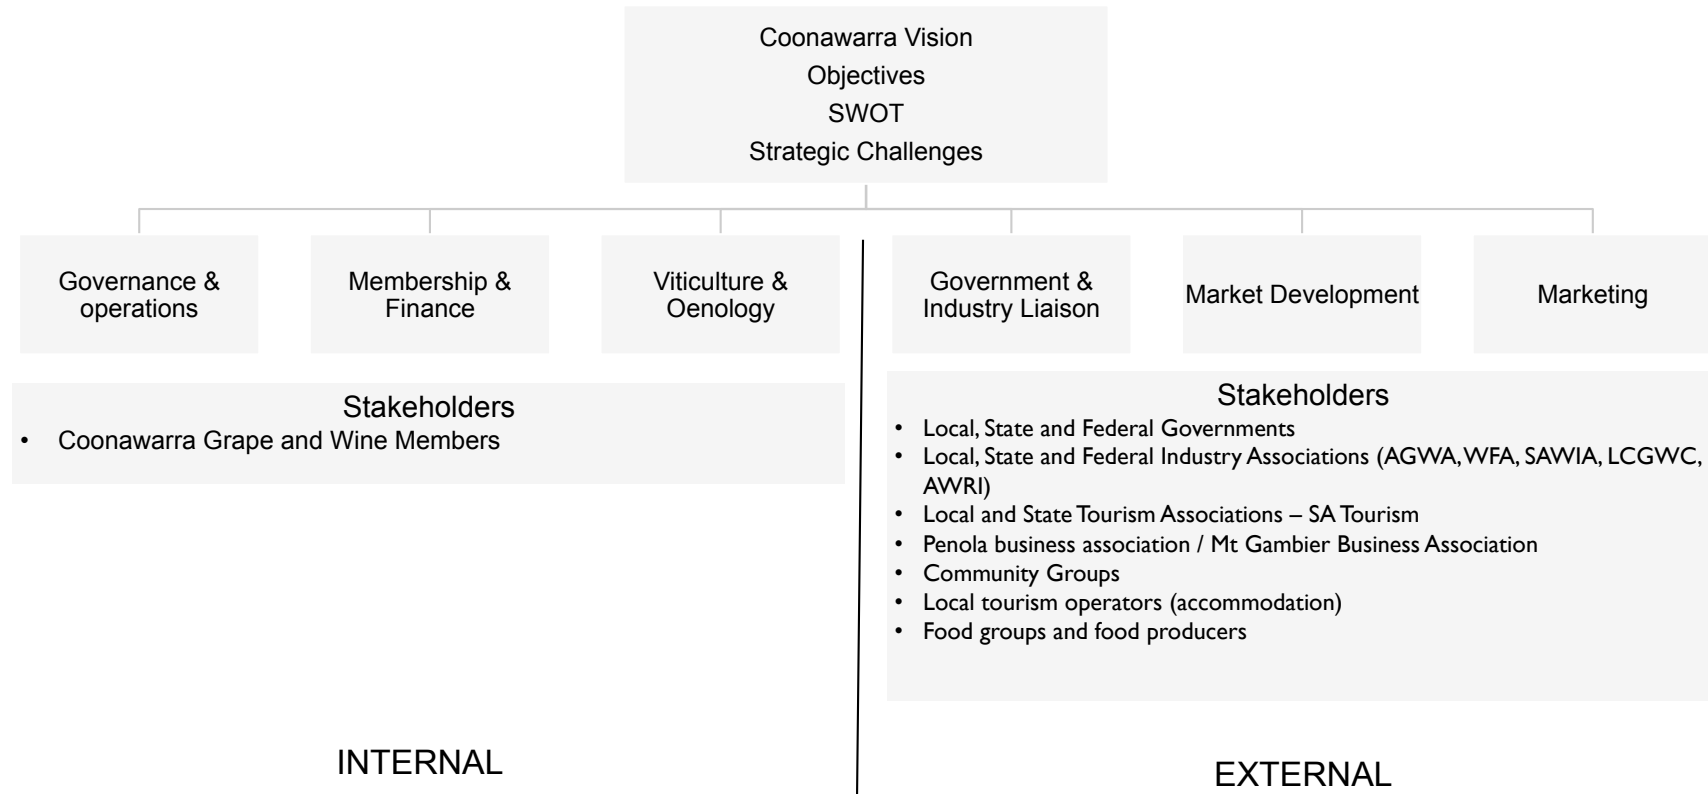 Coonawarra Vision
Objectives
SWOT
Strategic Challenges
Governance &
operations
Membership &
Finance
Viticulture &
Oenology
Government &
Industry Liaison
Market Development
Marketing
Stakeholders
• Coonawarra Grape and Wine Members
Stakeholders
• Local, State and Federal Governments
• Local, State and Federal Industry Associations (AGWA, WFA, SAWIA, LCGWC,
AWRI)
• Local and State Tourism Associations – SA Tourism
• Penola business association / Mt Gambier Business Association
• Community Groups
• Local tourism operators (accommodation)
• Food groups and food producers
INTERNAL
EXTERNAL